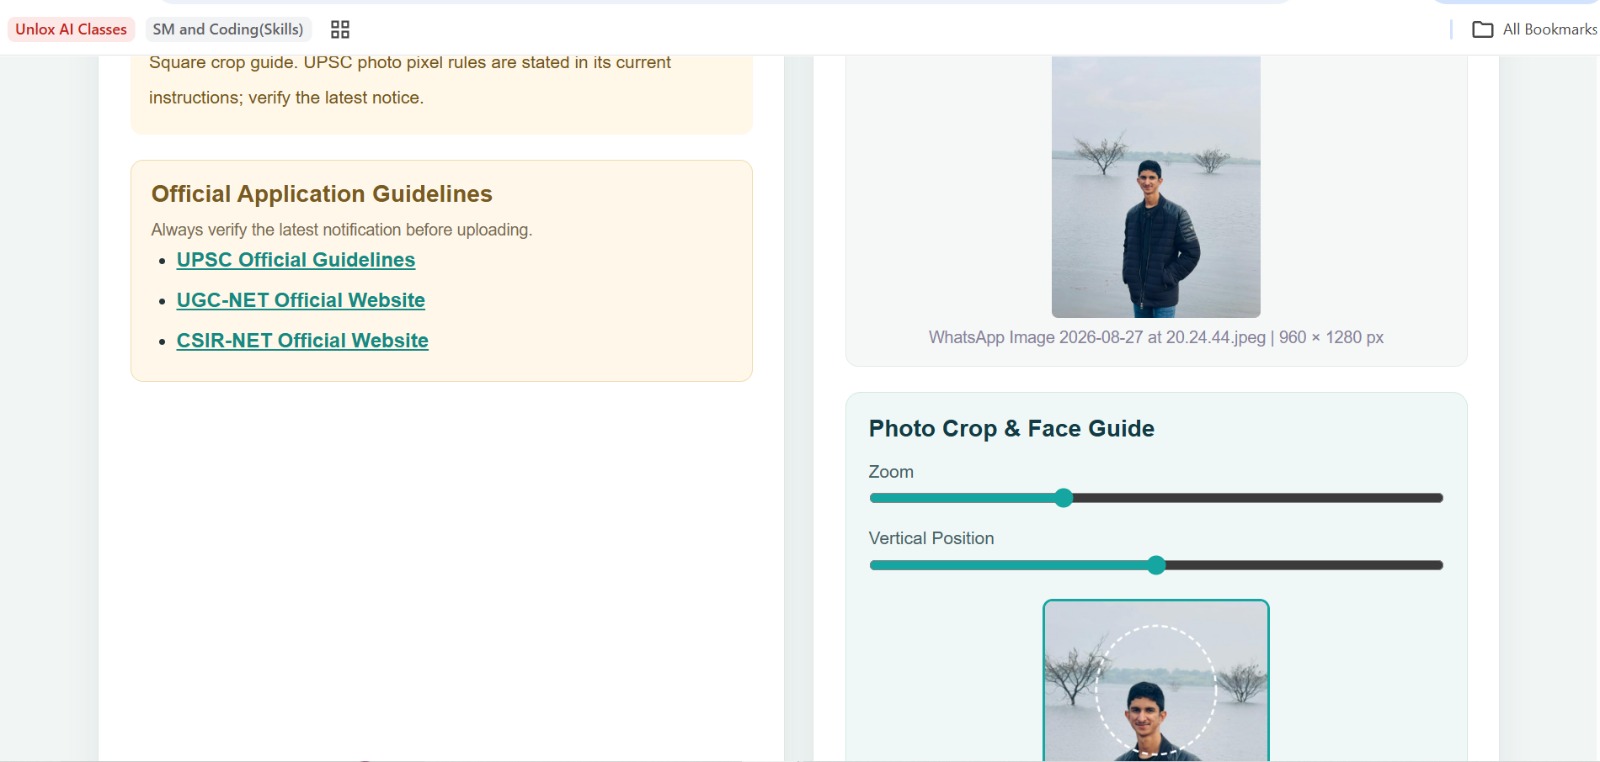 Unlox AI Classes
SM and Coding(Skills)
All Bookmarks
Square crop guide. UPSC photo pixel rules are stated in its current
instructions; verify the latest notice.
Official Application Guidelines
Always verify the latest notification before uploading.
UPSC Official Guidelines
UGC-NET Official Website
CSIR-NET Official Website
WhatsApp Image 2026-08-27 at 20.24.44.jpeg | 960 × 1280 px
Photo Crop & Face Guide
Zoom
Vertical Position